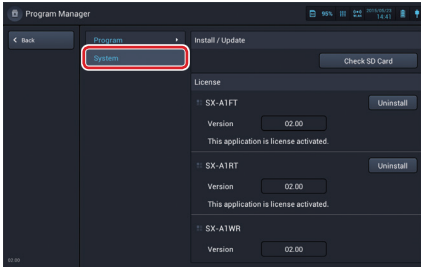 Program Manager
95%
2015/05/23
14:41
Back
Program
System
Install / Update
Check SD Card
License
SX-A1FT
Uninstall
Version
02.00
This application is license activated.
SX-A1RT
Uninstall
Version
02.00
This application is license activated.
SX-A1WR
Version
02.00
02.00